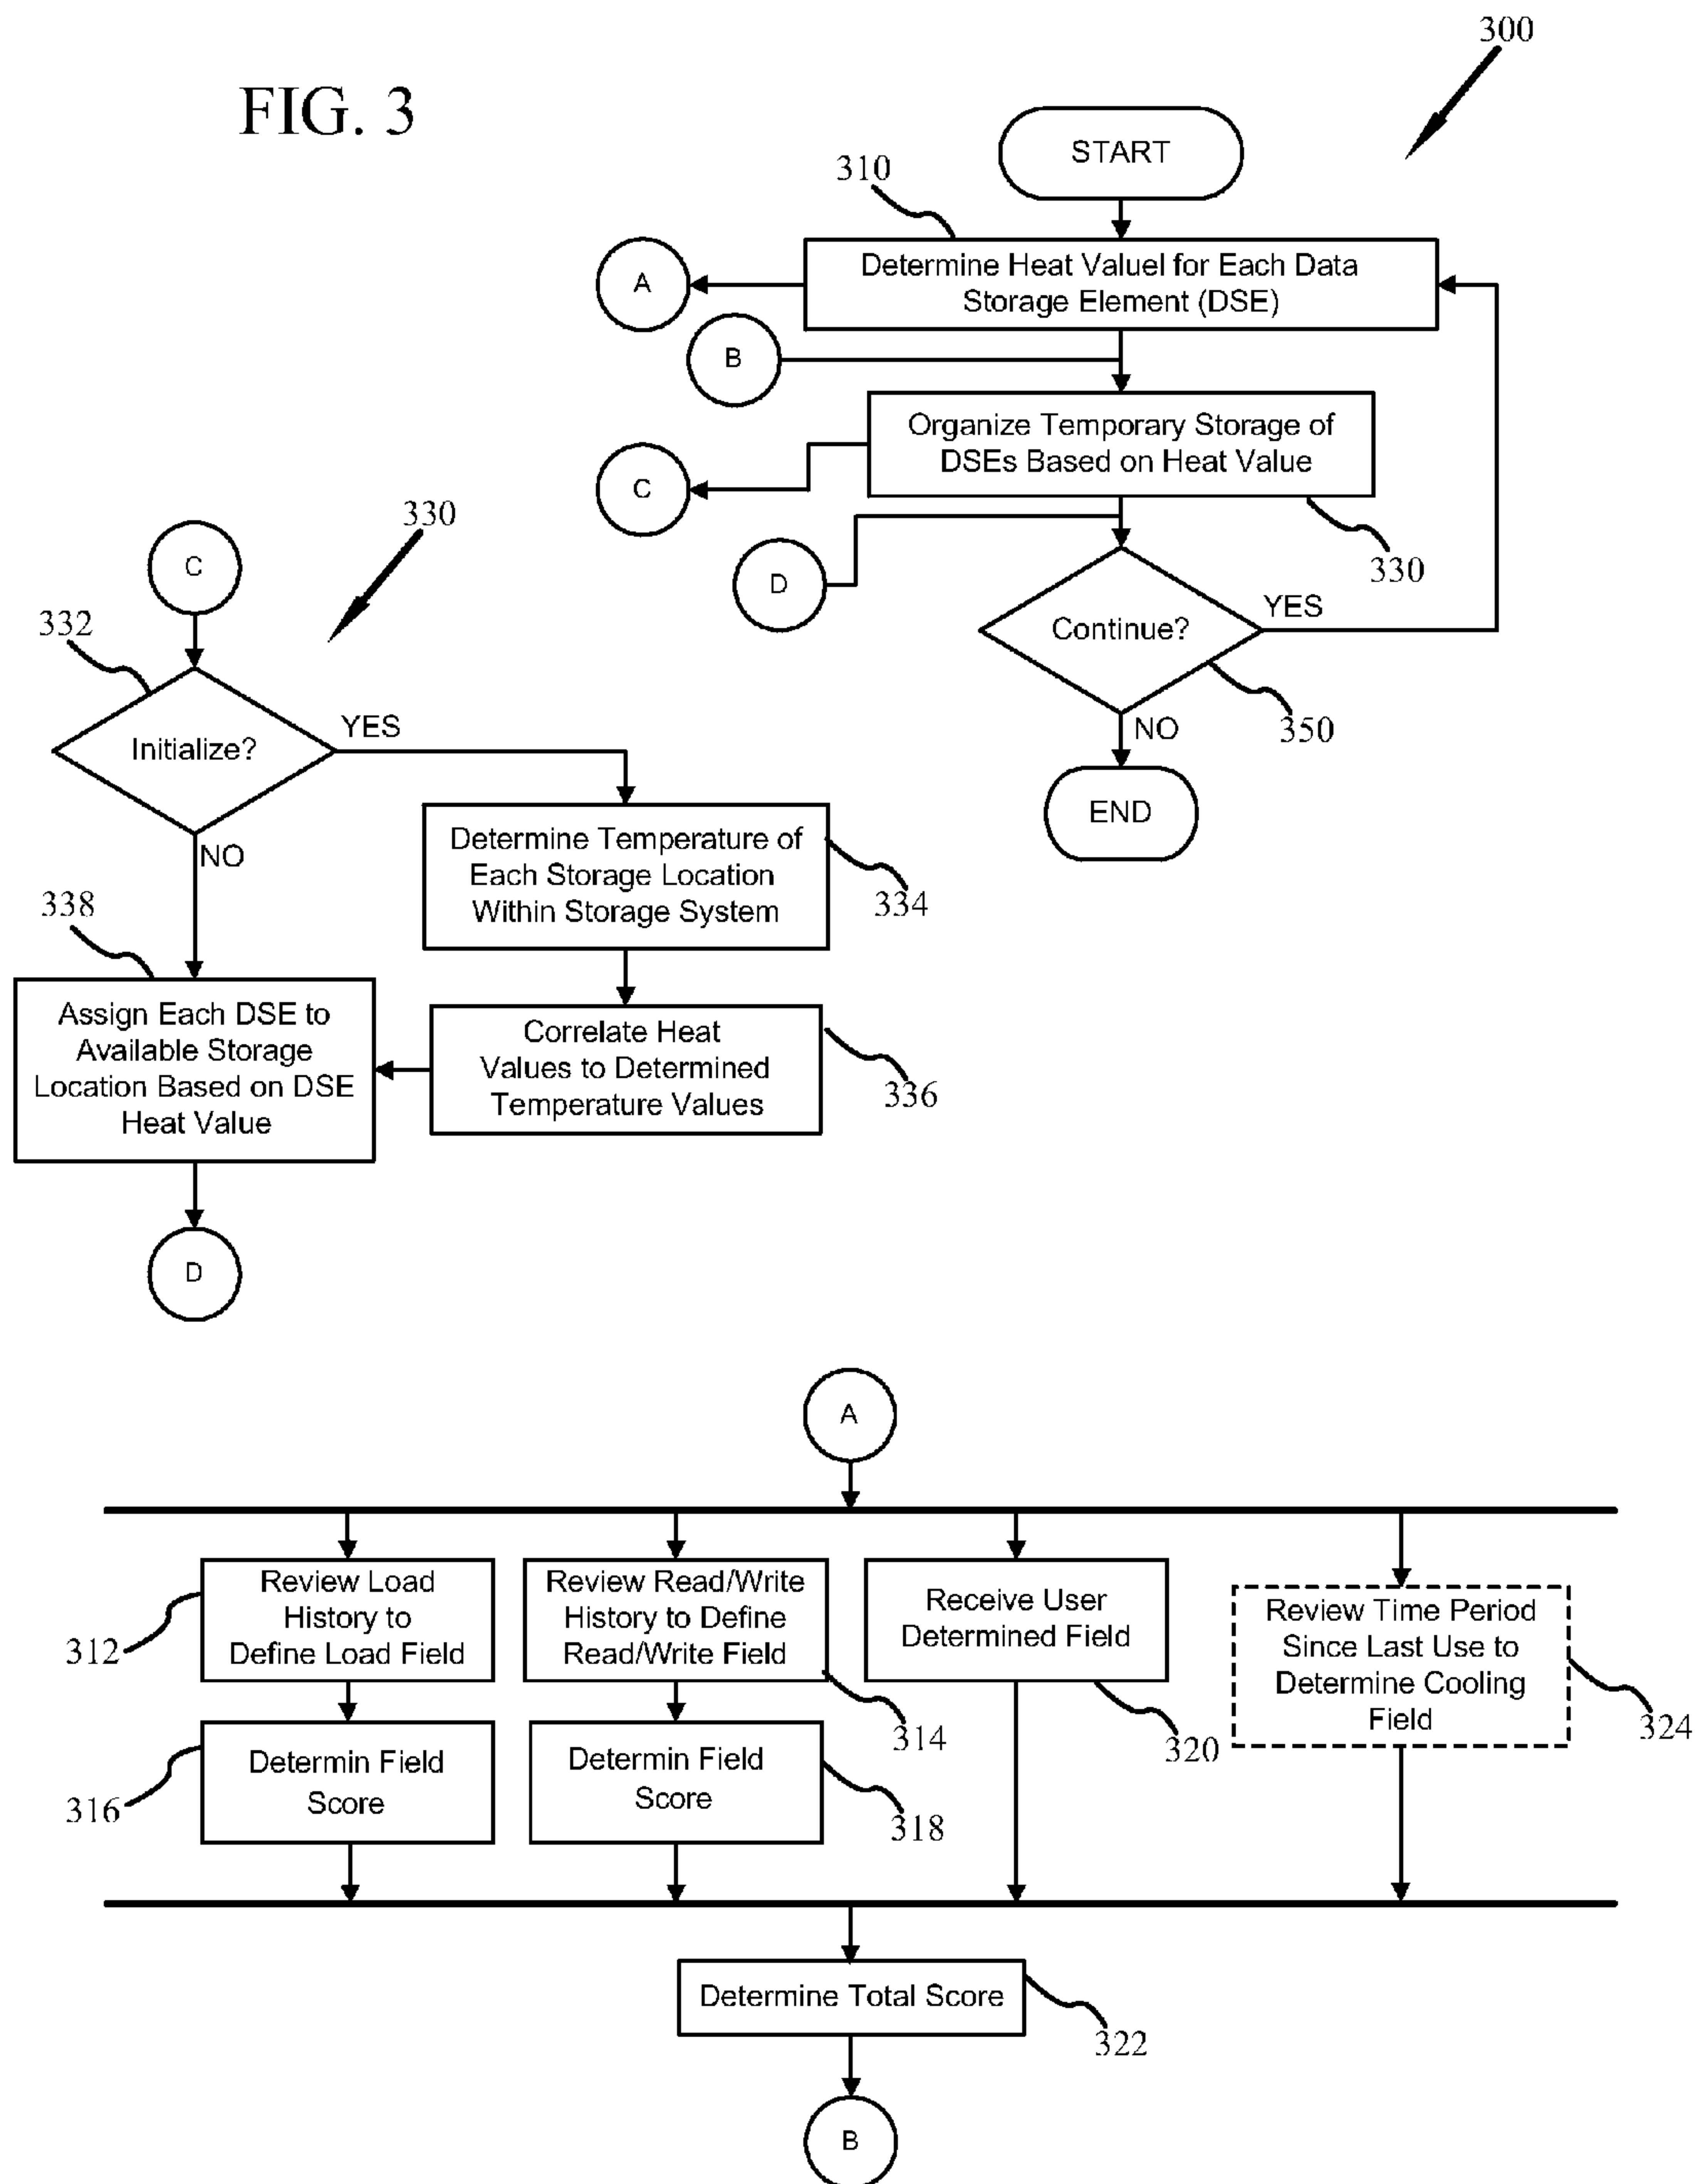 300
FIG. 3
START
310
A
Determine Heat Valuel for Each Data
Storage Element (DSE)
B
Organize Temporary Storage of
DSEs Based on Heat Value
C
330
D
Continue?
YES
350
NO
END
330
C
332
Initialize?
YES
NO
Determine Temperature of
Each Storage Location
Within Storage System
334
338
Assign Each DSE to
Available Storage
Location Based on DSE
Heat Value
Correlate Heat
Values to Determined
Temperature Values
336
D
A
Review Load
History to
Define Load Field
312
Review Read/Write
History to Define
Read/Write Field
314
Receive User
Determined Field
320
Review Time Period
Since Last Use to
Determine Cooling
Field
324
Determin Field
Score
316
Determin Field
Score
318
Determine Total Score
322
B